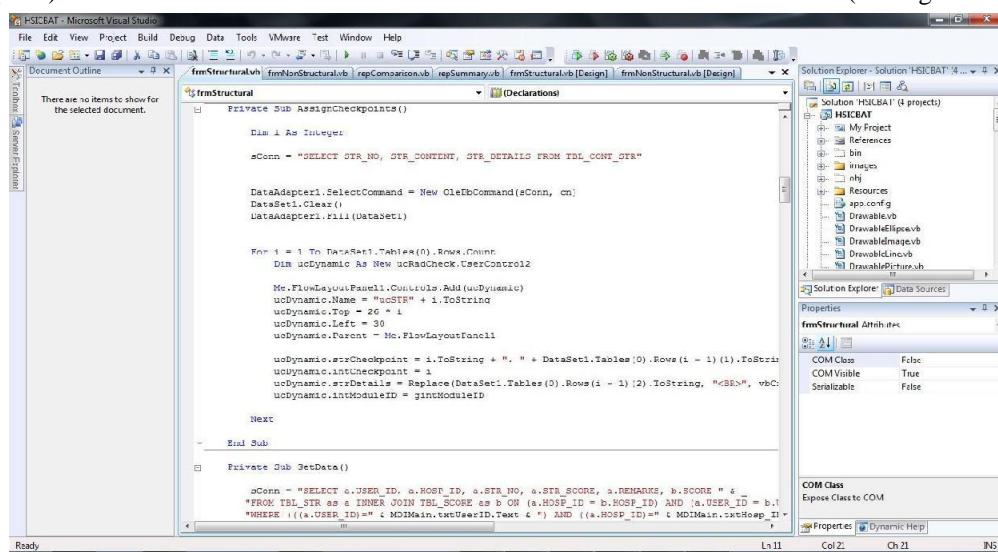 HSICBAT - Microsoft Visual Studio
File Edit View Project Build Debug Data Tools VMware Test Window Help
Document Outline
There are no items to show for
the selected document.
Toolbox
Server Explorer
frmStructural.vb frmNonStructural.vb repComparison.vb repSummary.vb frmStructural.vb [Design] frmNonStructural.vb [Design]
frmStructural (Declarations)
Private Sub AssignCheckpoints()
Dim i As Integer
sConn = "SELECT STR_NO, STR_CONTENT, STR_DETAILS FROM TBL_CONT_STR"
DataAdapter1.SelectCommand = New OleDbCommand(sConn, cn)
DataSet1.Clear()
DataAdapter1.Fill(DataSet1)
For i = 1 To DataSet1.Tables(0).Rows.Count
Dim ucDynamic As New ucRadCheck.UserControl2
Me.FlowLayoutPanel1.Controls.Add(ucDynamic)
ucDynamic.Name = "ucSTR" + i.ToString
ucDynamic.Top = 26 * i
ucDynamic.Left = 30
ucDynamic.Parent = Me.FlowLayoutPanel1
ucDynamic.strCheckpoint = i.ToString + ". " + DataSet1.Tables(0).Rows(i - 1)(1).ToStrin
ucDynamic.intCheckpoint = i
ucDynamic.strDetails = Replace(DataSet1.Tables(0).Rows(i - 1)(2).ToString, "<BR>", vbC
ucDynamic.intModuleID = gintModuleID
Next
End Sub
Private Sub GetData()
sConn = "SELECT a.USER_ID, a.HOSP_ID, a.STR_NO, a.STR_SCORE, a.REMARKS, b.SCORE " & _
"FROM TBL_STR as a INNER JOIN TBL_SCORE as b ON (a.HOSP_ID = b.HOSP_ID) AND (a.USER_ID = b.U
"WHERE (((a.USER_ID)=" & MDIMain.txtUserID.Text & ") AND ((a.HOSP_ID)=" & MDIMain.txtHosp_I
Solution Explorer - Solution 'HSICBAT' (4 ...
Solution 'HSICBAT' (4 projects)
HSICBAT
My Project
References
bin
images
obj
Resources
app.config
Drawable.vb
DrawableEllipse.vb
DrawableImage.vb
DrawableLine.vb
DrawablePicture.vb
Solution Explorer Data Sources
Properties
frmStructural Attributes
COM Class False
COM Visible True
Serializable False
COM Class
Expose Class to COM
Properties Dynamic Help
Ready Ln 11 Col 21 Ch 21 INS